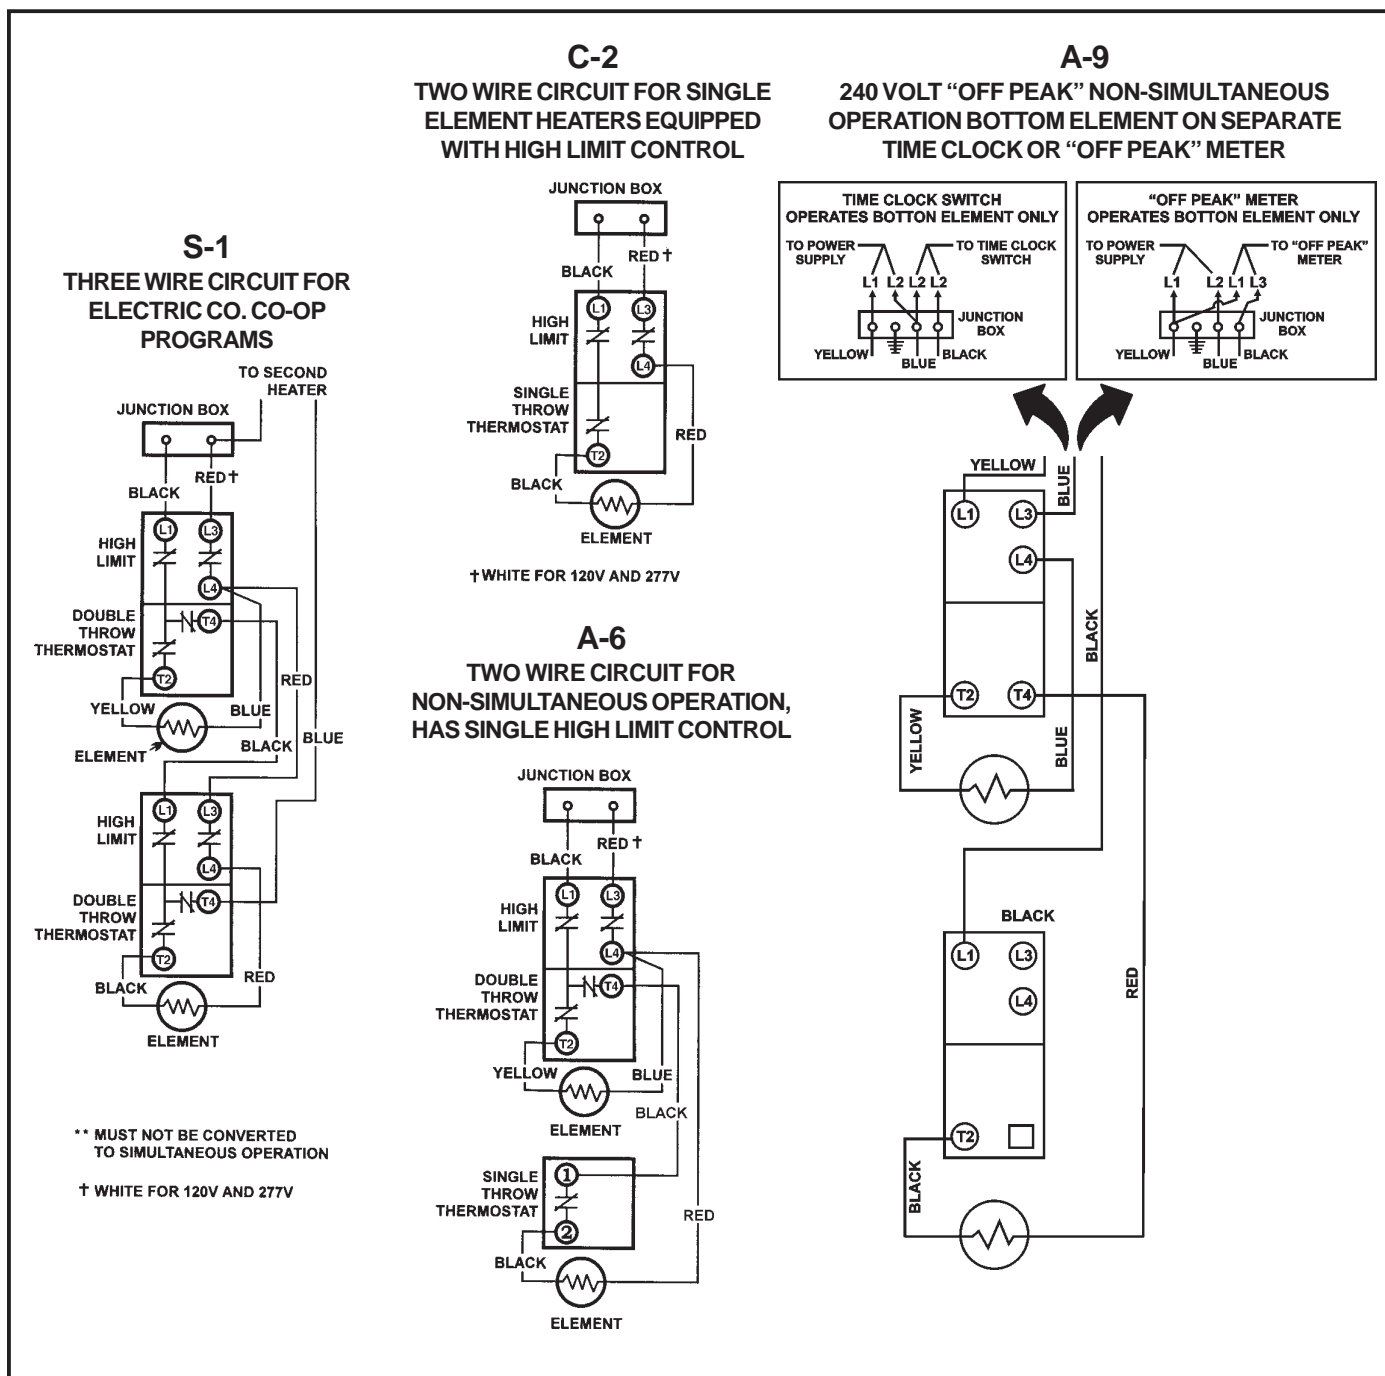 C-2
TWO WIRE CIRCUIT FOR SINGLE
ELEMENT HEATERS EQUIPPED
WITH HIGH LIMIT CONTROL
JUNCTION BOX
RED †
BLACK
L1
L3
HIGH
LIMIT
L4
SINGLE
THROW
THERMOSTAT
RED
T2
BLACK
ELEMENT
† WHITE FOR 120V AND 277V
A-9
240 VOLT “OFF PEAK” NON-SIMULTANEOUS
OPERATION BOTTOM ELEMENT ON SEPARATE
TIME CLOCK OR “OFF PEAK” METER
TIME CLOCK SWITCH
OPERATES BOTTON ELEMENT ONLY
TO POWER
SUPPLY
TO TIME CLOCK
SWITCH
L1 L2 L2 L2
JUNCTION
BOX
YELLOW
BLUE
BLACK
“OFF PEAK” METER
OPERATES BOTTON ELEMENT ONLY
TO POWER
SUPPLY
TO “OFF PEAK”
METER
L1 L2 L1 L3
JUNCTION
BOX
YELLOW
BLUE
BLACK
YELLOW
BLUE
L1
L3
L4
BLACK
T2
T4
YELLOW
BLUE
BLACK
L1
L3
L4
RED
T2
BLACK
S-1
THREE WIRE CIRCUIT FOR
ELECTRIC CO. CO-OP
PROGRAMS
TO SECOND
HEATER
JUNCTION BOX
RED †
BLACK
L1
L3
HIGH
LIMIT
L4
DOUBLE
THROW
THERMOSTAT
T4
T2
RED
YELLOW
BLUE
BLACK
BLUE
ELEMENT
L1
L3
HIGH
LIMIT
L4
DOUBLE
THROW
THERMOSTAT
T4
T2
BLACK
RED
ELEMENT
** MUST NOT BE CONVERTED
TO SIMULTANEOUS OPERATION
† WHITE FOR 120V AND 277V
A-6
TWO WIRE CIRCUIT FOR
NON-SIMULTANEOUS OPERATION,
HAS SINGLE HIGH LIMIT CONTROL
JUNCTION BOX
RED †
BLACK
L1
L3
HIGH
LIMIT
L4
DOUBLE
THROW
THERMOSTAT
T4
T2
YELLOW
BLUE
BLACK
ELEMENT
SINGLE
THROW
THERMOSTAT
1
2
RED
BLACK
ELEMENT